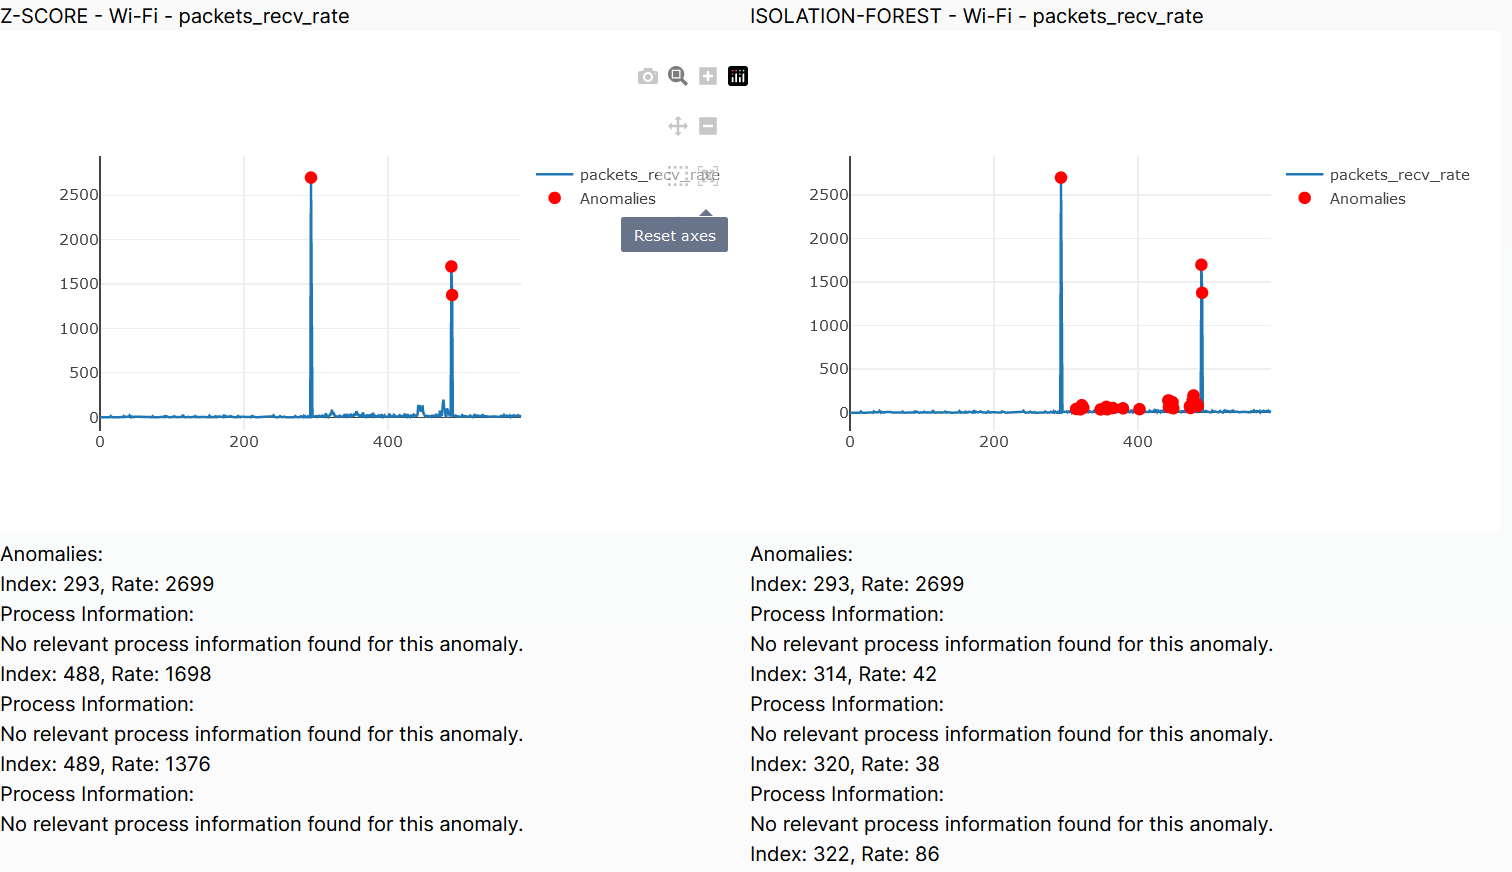 Z-SCORE - Wi-Fi - packets_recv_rate
2500
2000
1500
1000
500
0
0
200
400
packets_recv_rate
Anomalies
Reset axes
Anomalies:
Index: 293, Rate: 2699
Process Information:
No relevant process information found for this anomaly.
Index: 488, Rate: 1698
Process Information:
No relevant process information found for this anomaly.
Index: 489, Rate: 1376
Process Information:
No relevant process information found for this anomaly.
ISOLATION-FOREST - Wi-Fi - packets_recv_rate
2500
2000
1500
1000
500
0
0
200
400
packets_recv_rate
Anomalies
Anomalies:
Index: 293, Rate: 2699
Process Information:
No relevant process information found for this anomaly.
Index: 314, Rate: 42
Process Information:
No relevant process information found for this anomaly.
Index: 320, Rate: 38
Process Information:
No relevant process information found for this anomaly.
Index: 322, Rate: 86